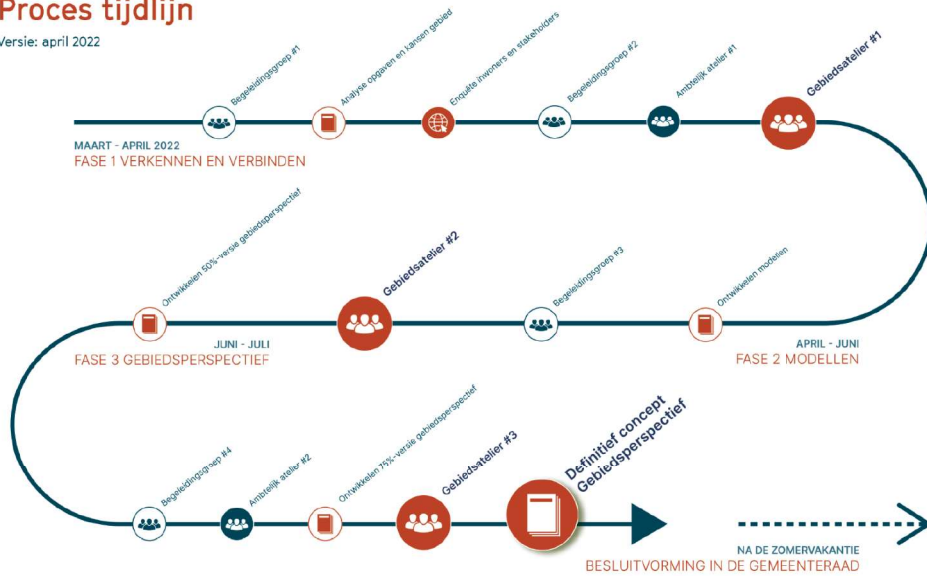 Proces tijdlijn
Versie: april 2022
Begeleidingsgroep #1
Analyse opgaven en kansen gebied
Enquête inwoners en stakeholders
Begeleidingsgroep #2
Ambtelijk atelier #1
Gebiedsatelier #1
MAART - APRIL 2022
FASE 1 VERKENNEN EN VERBINDEN
Ontwikkelen 50%-versie gebiedsperspectief
Gebiedsatelier #2
Begeleidingsgroep #3
Ontwikkelen modellen
JUNI - JULI
FASE 3 GEBIEDSPERSPECTIEF
APRIL - JUNI
FASE 2 MODELLEN
Begeleidingsgroep #4
Ambtelijk atelier #2
Ontwikkelen 75%-versie gebiedsperspectief
Gebiedsatelier #3
Definitief concept
Gebiedsperspectief
NA DE ZOMERVAKANTIE
BESLUITVORMING IN DE GEMEENTERAAD